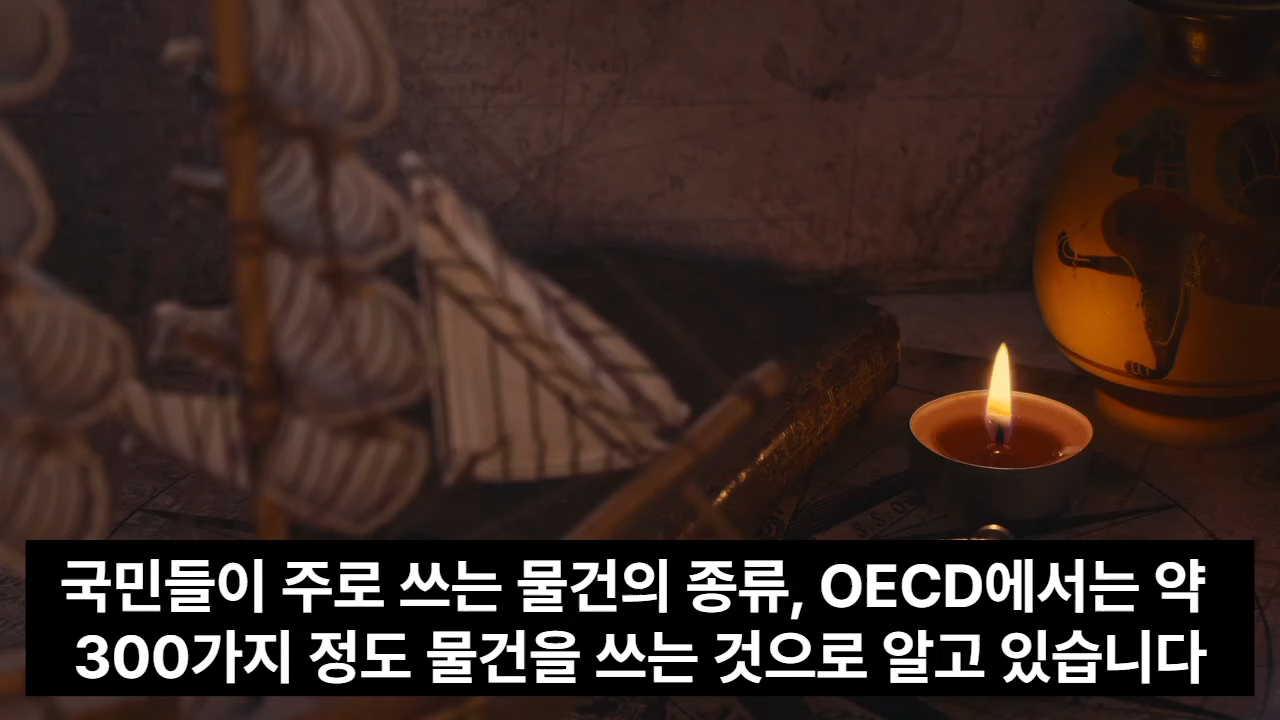 국민들이 주로 쓰는 물건의 종류, OECD에서는 약
300가지 정도 물건을 쓰는 것으로 알고 있습니다